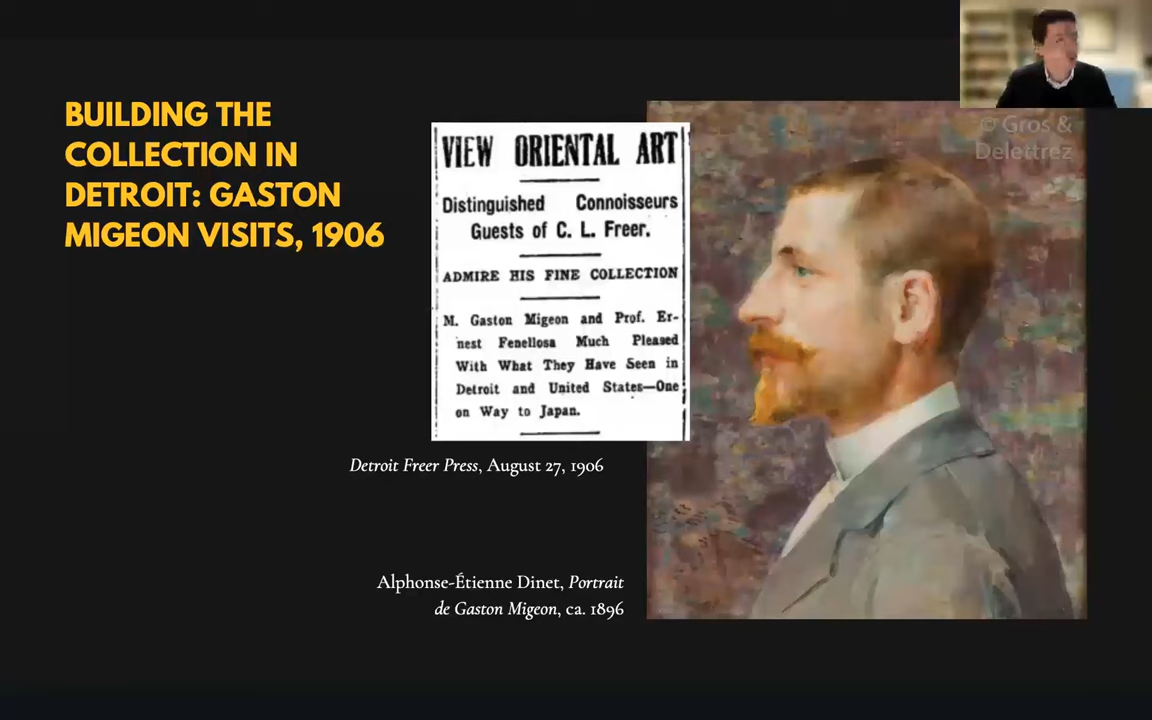 BUILDING THE
COLLECTION IN
DETROIT: GASTON
MIGEON VISITS, 1906
VIEW ORIENTAL ART
Distinguished Connoisseurs
Guests of C. L. Freer.
ADMIRE HIS FINE COLLECTION
M. Gaston Migeon and Prof. Er-
nest Fenellosa Much Pleased
With What They Have Seen in
Detroit and United States—One
on Way to Japan.
Detroit Freer Press, August 27, 1906
Alphonse-Étienne Dinet, Portrait
de Gaston Migeon, ca. 1896
© Gros &
Delettrez